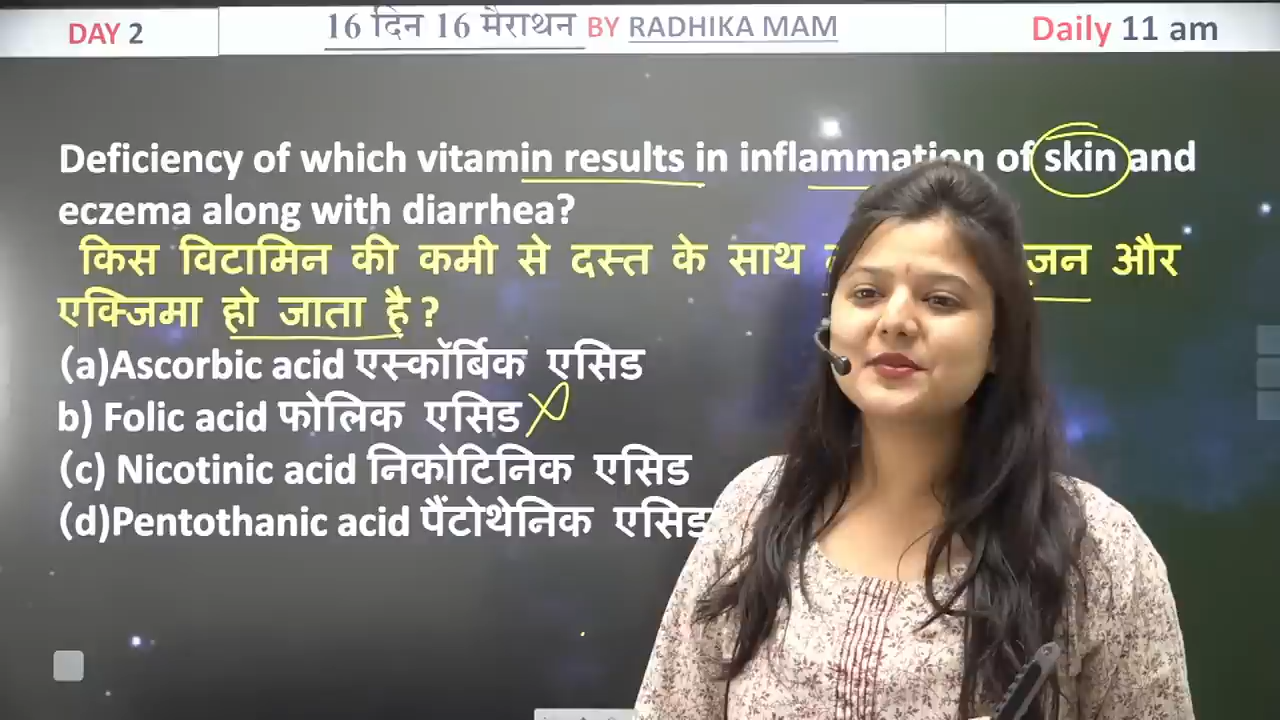 DAY 2
16 दिन 16 मैराथन BY RADHIKA MAM
Daily 11 am
Deficiency of which vitamin results in inflammation of skin and
eczema along with diarrhea?
किस विटामिन की कमी से दस्त के साथ और
एक्जिमा हो जाता है?
(a)Ascorbic acid एस्कॉर्बिक एसिड
b) Folic acid फोलिक एसिड
(c) Nicotinic acid निकोटिनिक एसिड
(d)Pentothanic acid पैंटोथेनिक एसिड